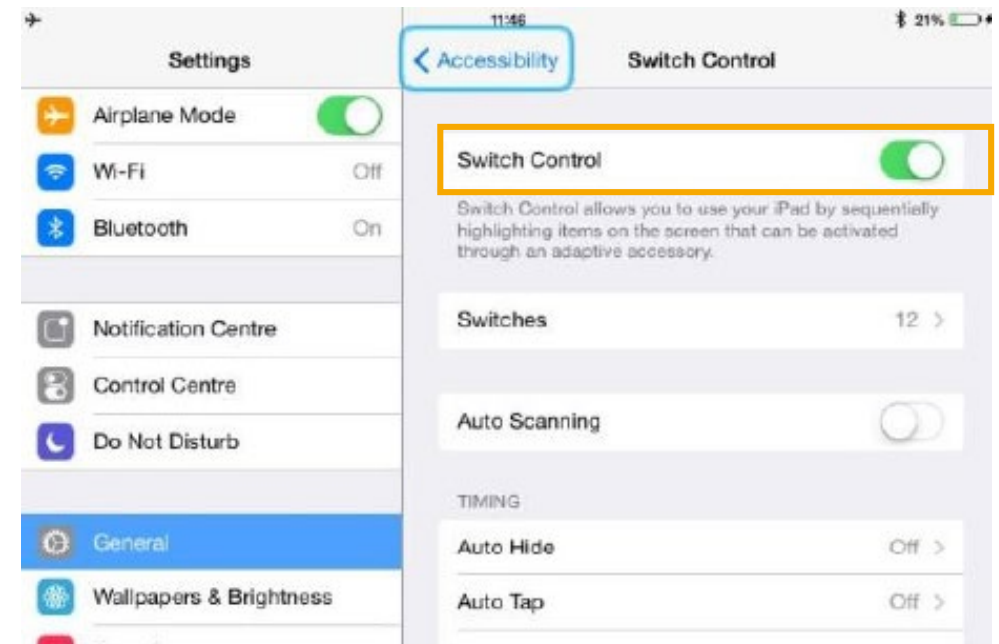 11:46
21%
Settings
Accessibility
Switch Control
Airplane Mode
Wi-Fi
Off
Bluetooth
On
Notification Centre
Control Centre
Do Not Disturb
General
Wallpapers & Brightness
Switch Control
Switch Control allows you to use your iPad by sequentially
highlighting items on the screen that can be activated
through an adaptive accessory.
Switches
12
Auto Scanning
TIMING
Auto Hide
Off
Auto Tap
Off